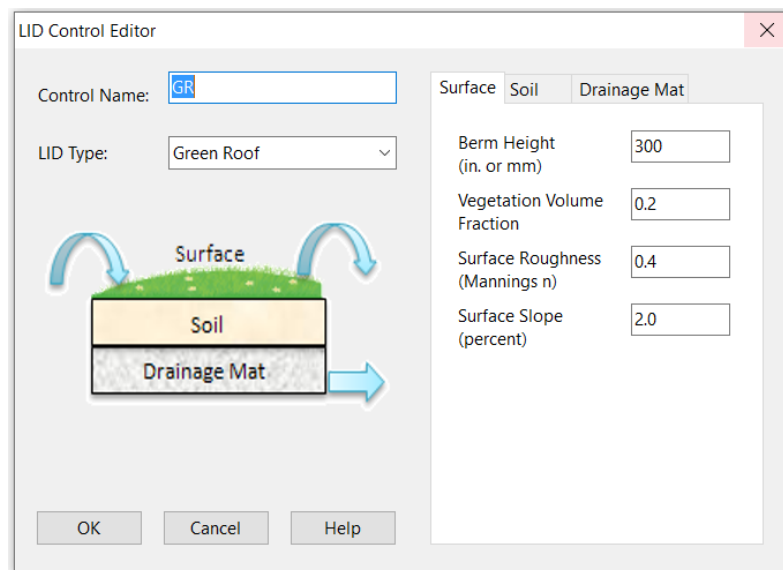 LID Control Editor
Control Name:
GR
LID Type:
Green Roof
Surface
Soil
Drainage Mat
OK
Cancel
Help
Surface
Soil
Drainage Mat
Berm Height
(in. or mm)
300
Vegetation Volume
Fraction
0.2
Surface Roughness
(Mannings n)
0.4
Surface Slope
(percent)
2.0